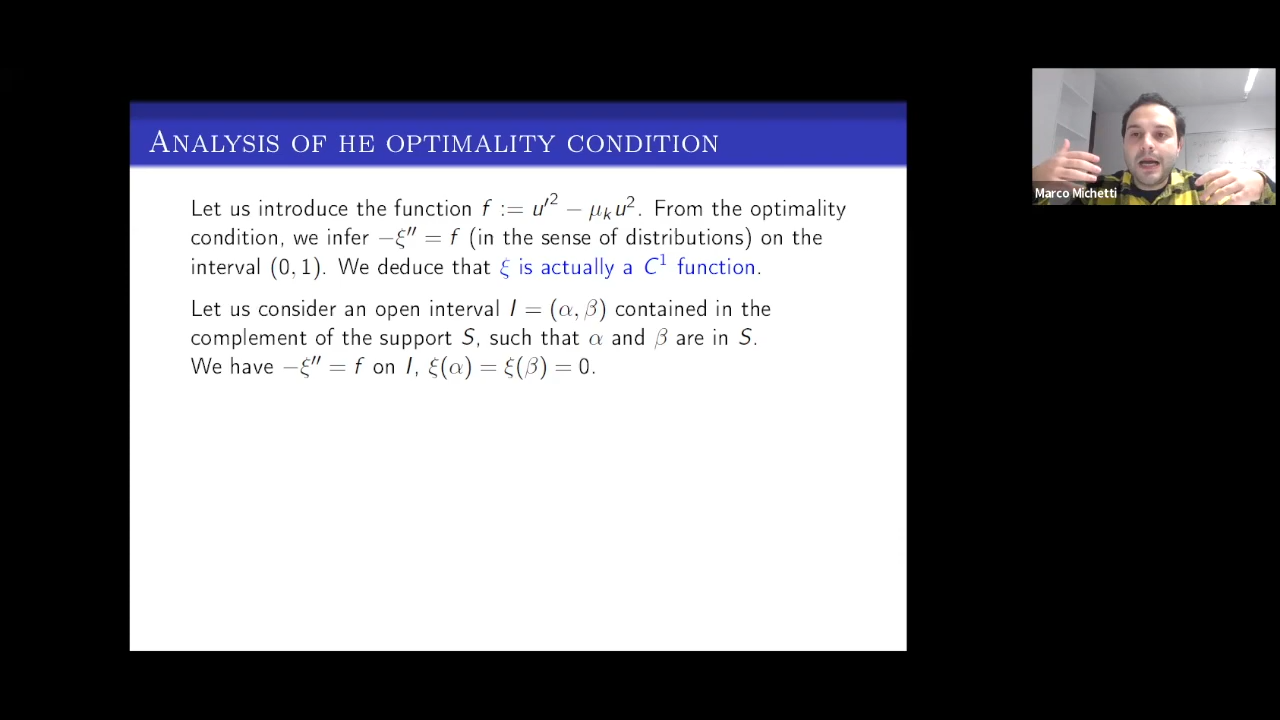 ANALYSIS OF HE OPTIMALITY CONDITION
Let us introduce the function f := u′² − μₖu². From the optimality
condition, we infer −ξ″ = f (in the sense of distributions) on the
interval (0, 1). We deduce that ξ is actually a C¹ function.
Let us consider an open interval I = (α, β) contained in the
complement of the support S, such that α and β are in S.
We have −ξ″ = f on I, ξ(α) = ξ(β) = 0.
Marco Michetti